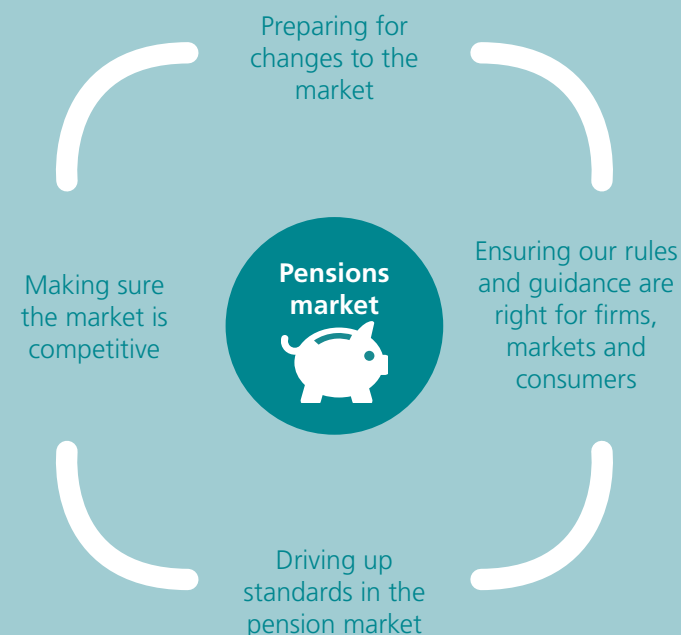 Preparing for
changes to the
market
Ensuring our rules
and guidance are
right for firms,
markets and
consumers
Pensions
market
Making sure
the market is
competitive
Driving up
standards in the
pension market